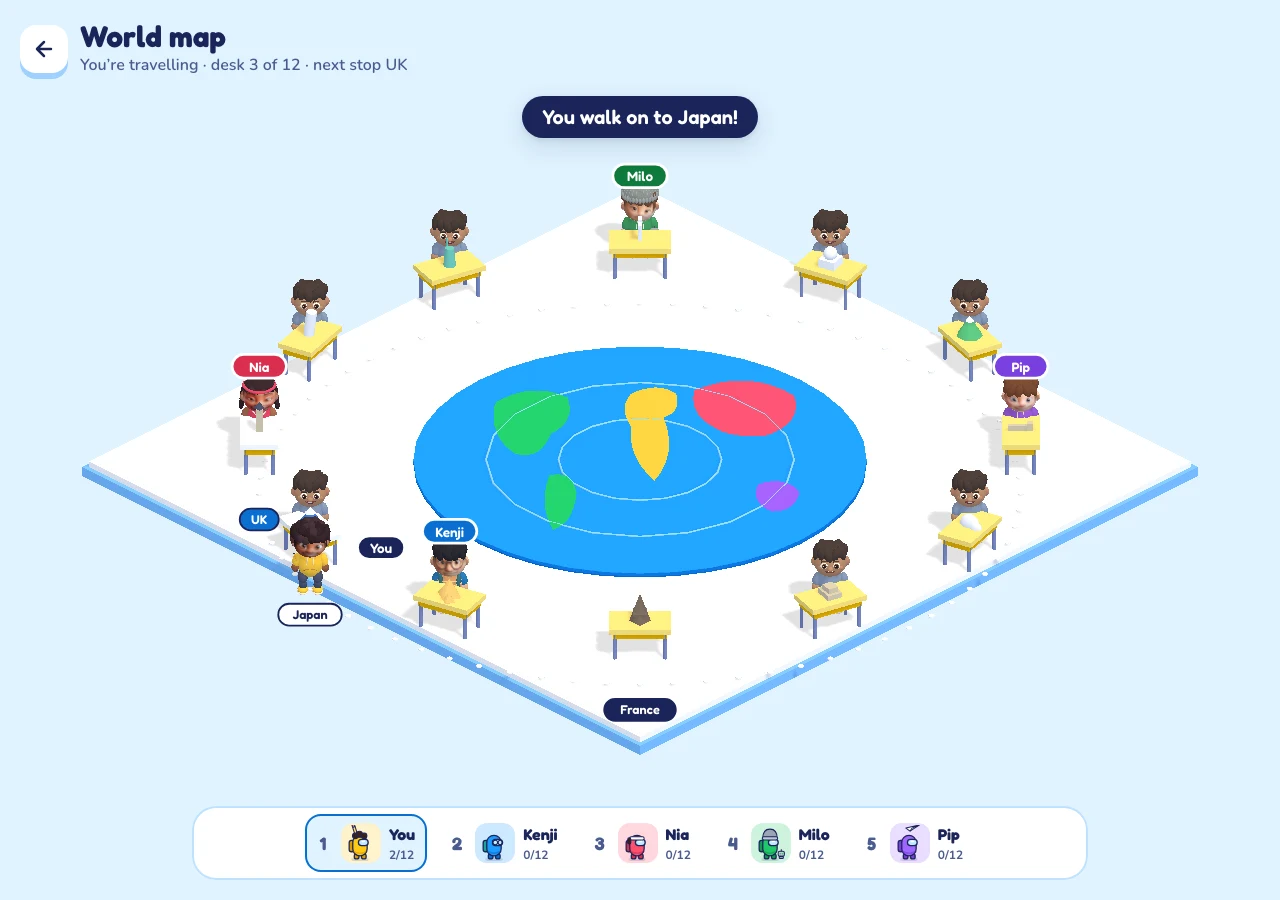 World map
You're travelling · desk 3 of 12 · next stop UK
You walk on to Japan!
Milo
Nia
Pip
UK
You
Kenji
Japan
France
1 You 2/12
2 Kenji 0/12
3 Nia 0/12
4 Milo 0/12
5 Pip 0/12